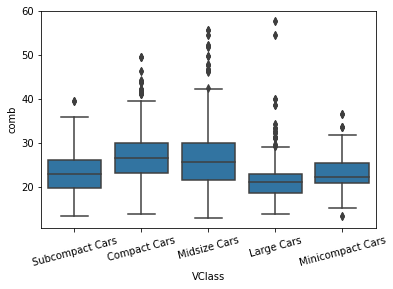 60
50
40
30
20
comb
Subcompact Cars
Compact Cars
Midsize Cars
Large Cars
Minicompact Cars
VClass